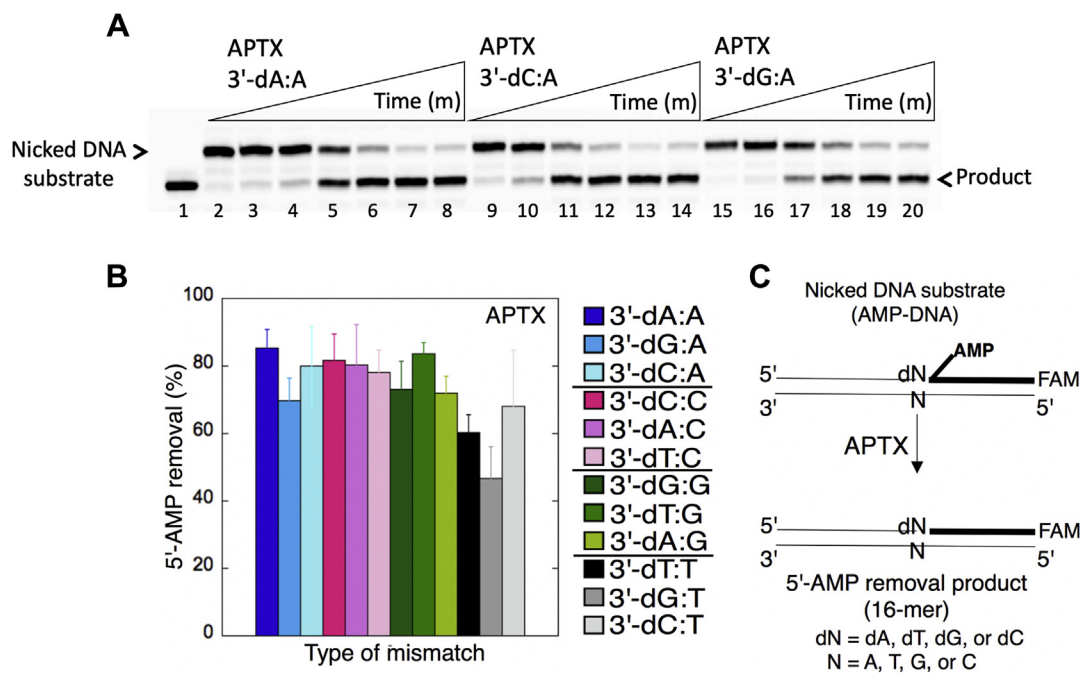 A
APTX
3'-dA:A
Time (m)
APTX
3'-dC:A
Time (m)
APTX
3'-dG:A
Time (m)
Nicked DNA
substrate
Product
1 2 3 4 5 6 7 8 9 10 11 12 13 14 15 16 17 18 19 20
B
5'-AMP removal (%)
100
80
60
40
20
0
APTX
Type of mismatch
3'-dA:A
3'-dG:A
3'-dC:A
3'-dC:C
3'-dA:C
3'-dT:C
3'-dG:G
3'-dT:G
3'-dA:G
3'-dT:T
3'-dG:T
3'-dC:T
C
Nicked DNA substrate
(AMP-DNA)
AMP
5' dN FAM
3' N 5'
APTX
5' dN FAM
3' N 5'
5'-AMP removal product
(16-mer)
dN = dA, dT, dG, or dC
N = A, T, G, or C